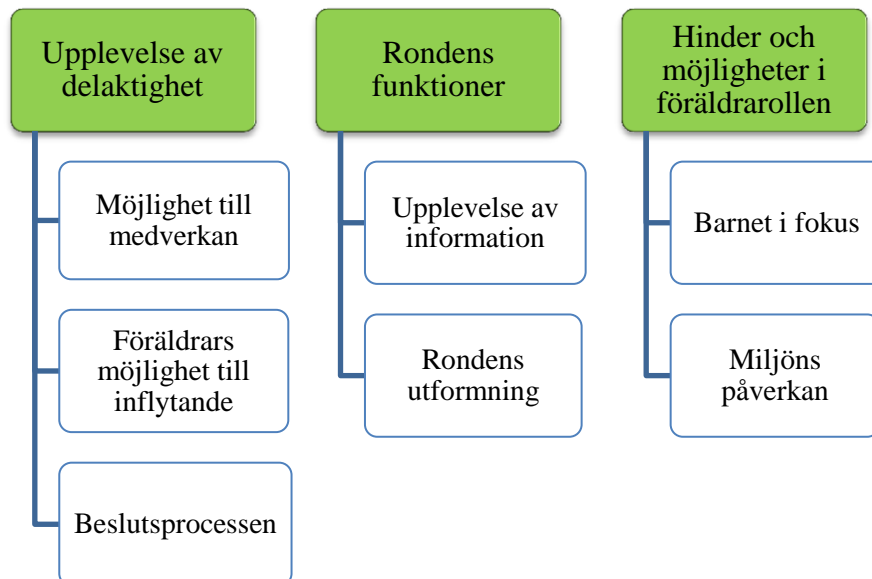 Upplevelse av
delaktighet
Möjlighet till
medverkan
Föräldrars
möjlighet till
inflytande
Beslutsprocessen
Rondens
funktioner
Upplevelse av
information
Rondens
utformning
Hinder och
möjligheter i
föräldrarollen
Barnet i fokus
Miljöns
påverkan